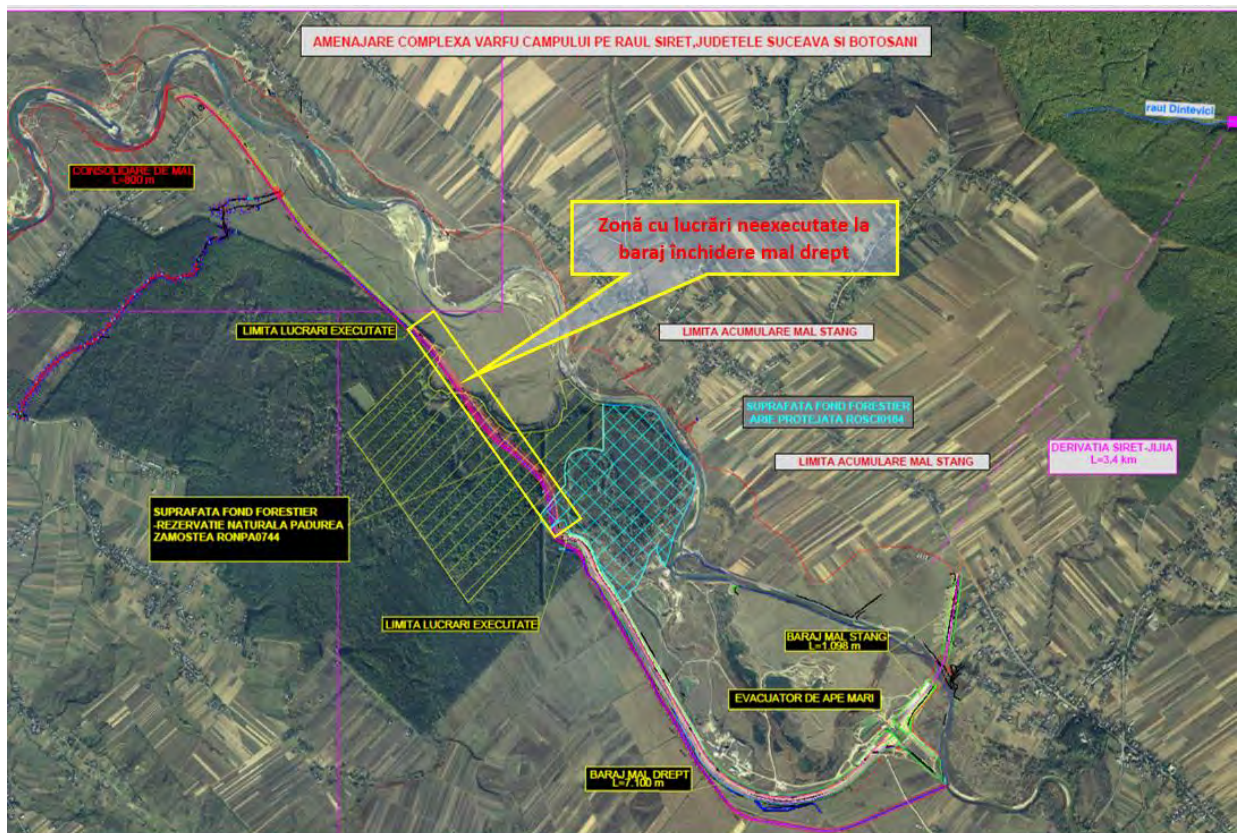 AMENAJARE COMPLEXA VARFU CAMPULUI PE RAUL SIRET,JUDETELE SUCEAVA SI BOTOSANI
raul Dintevici
CONSOLIDARE DE MAL
L=800 m
Zonă cu lucrări neexecutate la
baraj închidere mal drept
LIMITA LUCRARI EXECUTATE
LIMITA ACUMULARE MAL STANG
SUPRAFATA FOND FORESTIER
ARIE PROTEJATA ROSCI0184
DERIVATIA SIRET-JIJIA
L=3.4 km
LIMITA ACUMULARE MAL STANG
SUPRAFATA FOND FORESTIER
-REZERVATIE NATURALA PADUREA
ZAMOSTEA RONPA0744
LIMITA LUCRARI EXECUTATE
BARAJ MAL STANG
L=1.098 m
EVACUATOR DE APE MARI
BARAJ MAL DREPT
L=7.100 m